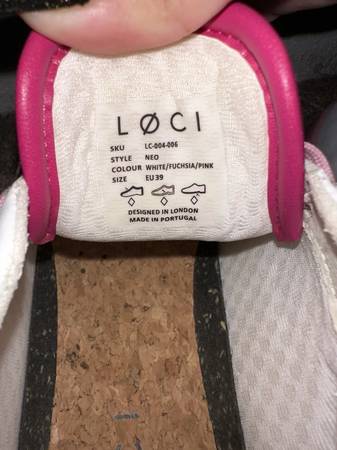 LØCI
SKU LC-004-006
STYLE NEO
COLOUR WHITE/FUCHSIA/PINK
SIZE EU 39
DESIGNED IN LONDON
MADE IN PORTUGAL